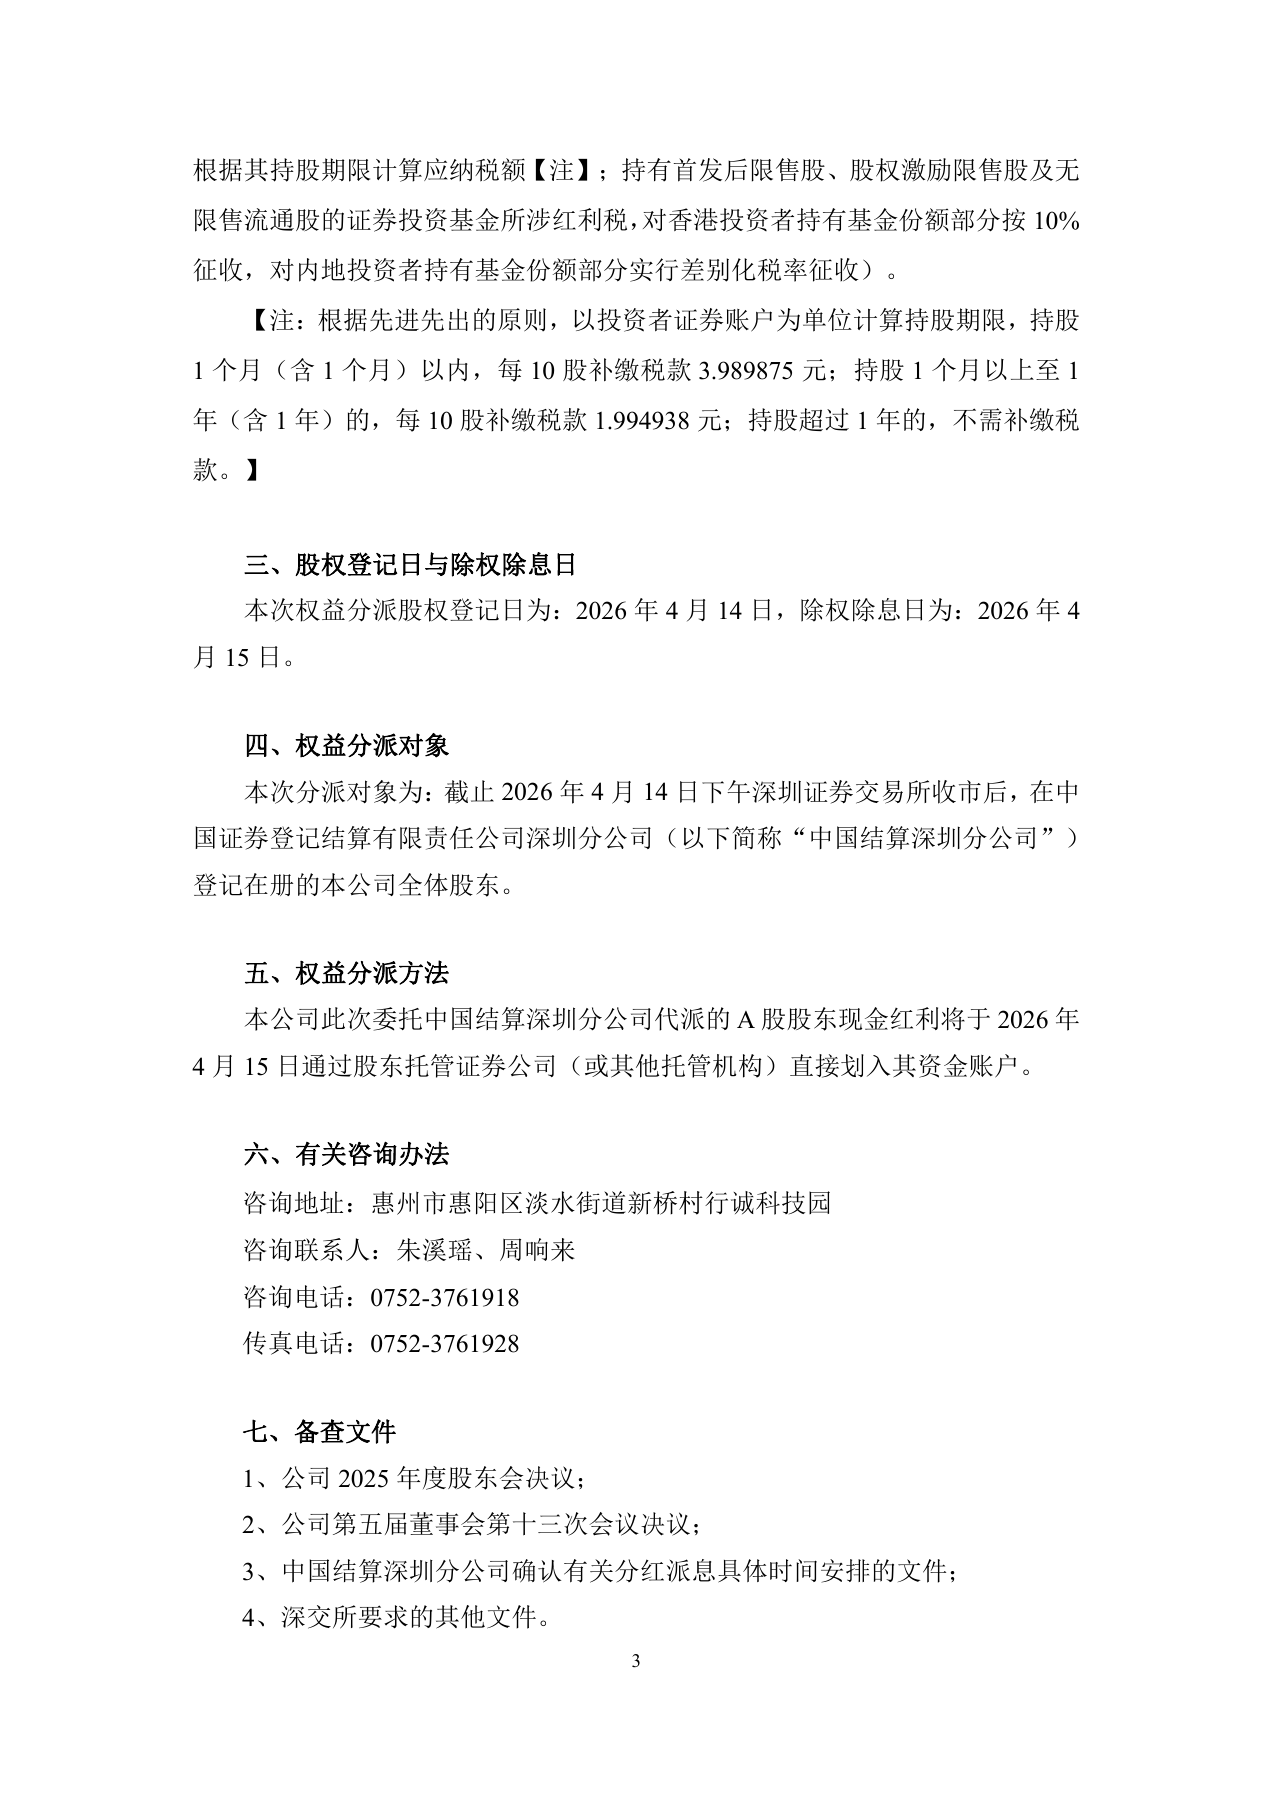 根据其持股期限计算应纳税额【注】；持有首发后限售股、股权激励限售股及无
限售流通股的证券投资基金所涉红利税，对香港投资者持有基金份额部分按 10%
征收，对内地投资者持有基金份额部分实行差别化税率征收）。
【注：根据先进先出的原则，以投资者证券账户为单位计算持股期限，持股
1 个月（含 1 个月）以内，每 10 股补缴税款 3.989875 元；持股 1 个月以上至 1
年（含 1 年）的，每 10 股补缴税款 1.994938 元；持股超过 1 年的，不需补缴税
款。】
三、股权登记日与除权除息日
本次权益分派股权登记日为：2026 年 4 月 14 日，除权除息日为：2026 年 4
月 15 日。
四、权益分派对象
本次分派对象为：截止 2026 年 4 月 14 日下午深圳证券交易所收市后，在中
国证券登记结算有限责任公司深圳分公司（以下简称“中国结算深圳分公司”）
登记在册的本公司全体股东。
五、权益分派方法
本公司此次委托中国结算深圳分公司代派的 A 股股东现金红利将于 2026 年
4 月 15 日通过股东托管证券公司（或其他托管机构）直接划入其资金账户。
六、有关咨询办法
咨询地址：惠州市惠阳区淡水街道新桥村行诚科技园
咨询联系人：朱溪瑶、周响来
咨询电话：0752-3761918
传真电话：0752-3761928
七、备查文件
1、公司 2025 年度股东会决议；
2、公司第五届董事会第十三次会议决议；
3、中国结算深圳分公司确认有关分红派息具体时间安排的文件；
4、深交所要求的其他文件。
3